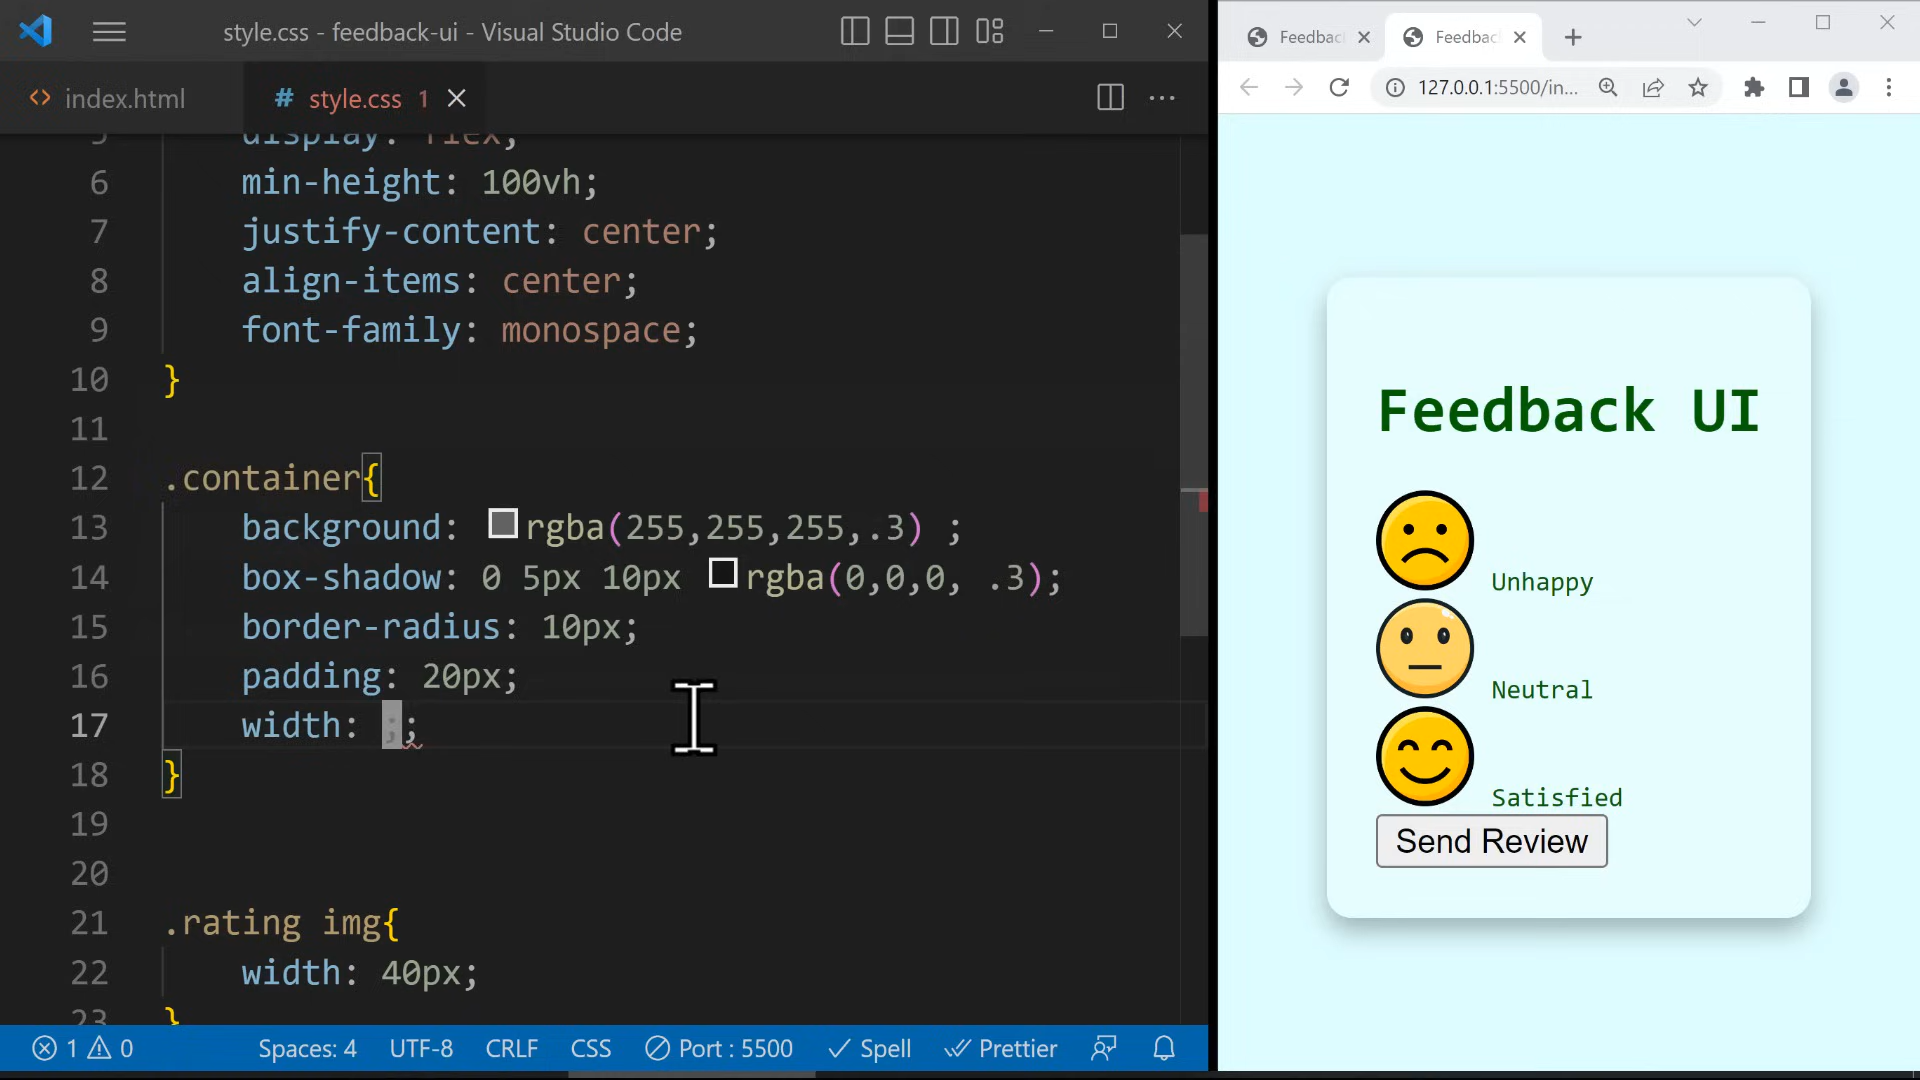 style.css - feedback-ui - Visual Studio Code
index.html
# style.css 1
5 display: flex;
6 min-height: 100vh;
7 justify-content: center;
8 align-items: center;
9 font-family: monospace;
10 }
11
12 .container{
13 background: rgba(255,255,255,.3) ;
14 box-shadow: 0 5px 10px rgba(0,0,0, .3);
15 border-radius: 10px;
16 padding: 20px;
17 width: ;;
18 }
19
20
21 .rating img{
22 width: 40px;
23 }
1 0 Spaces: 4 UTF-8 CRLF CSS Port : 5500 Spell Prettier
Feedbac
Feedbac
127.0.0.1:5500/in...
Feedback UI
Unhappy
Neutral
Satisfied
Send Review